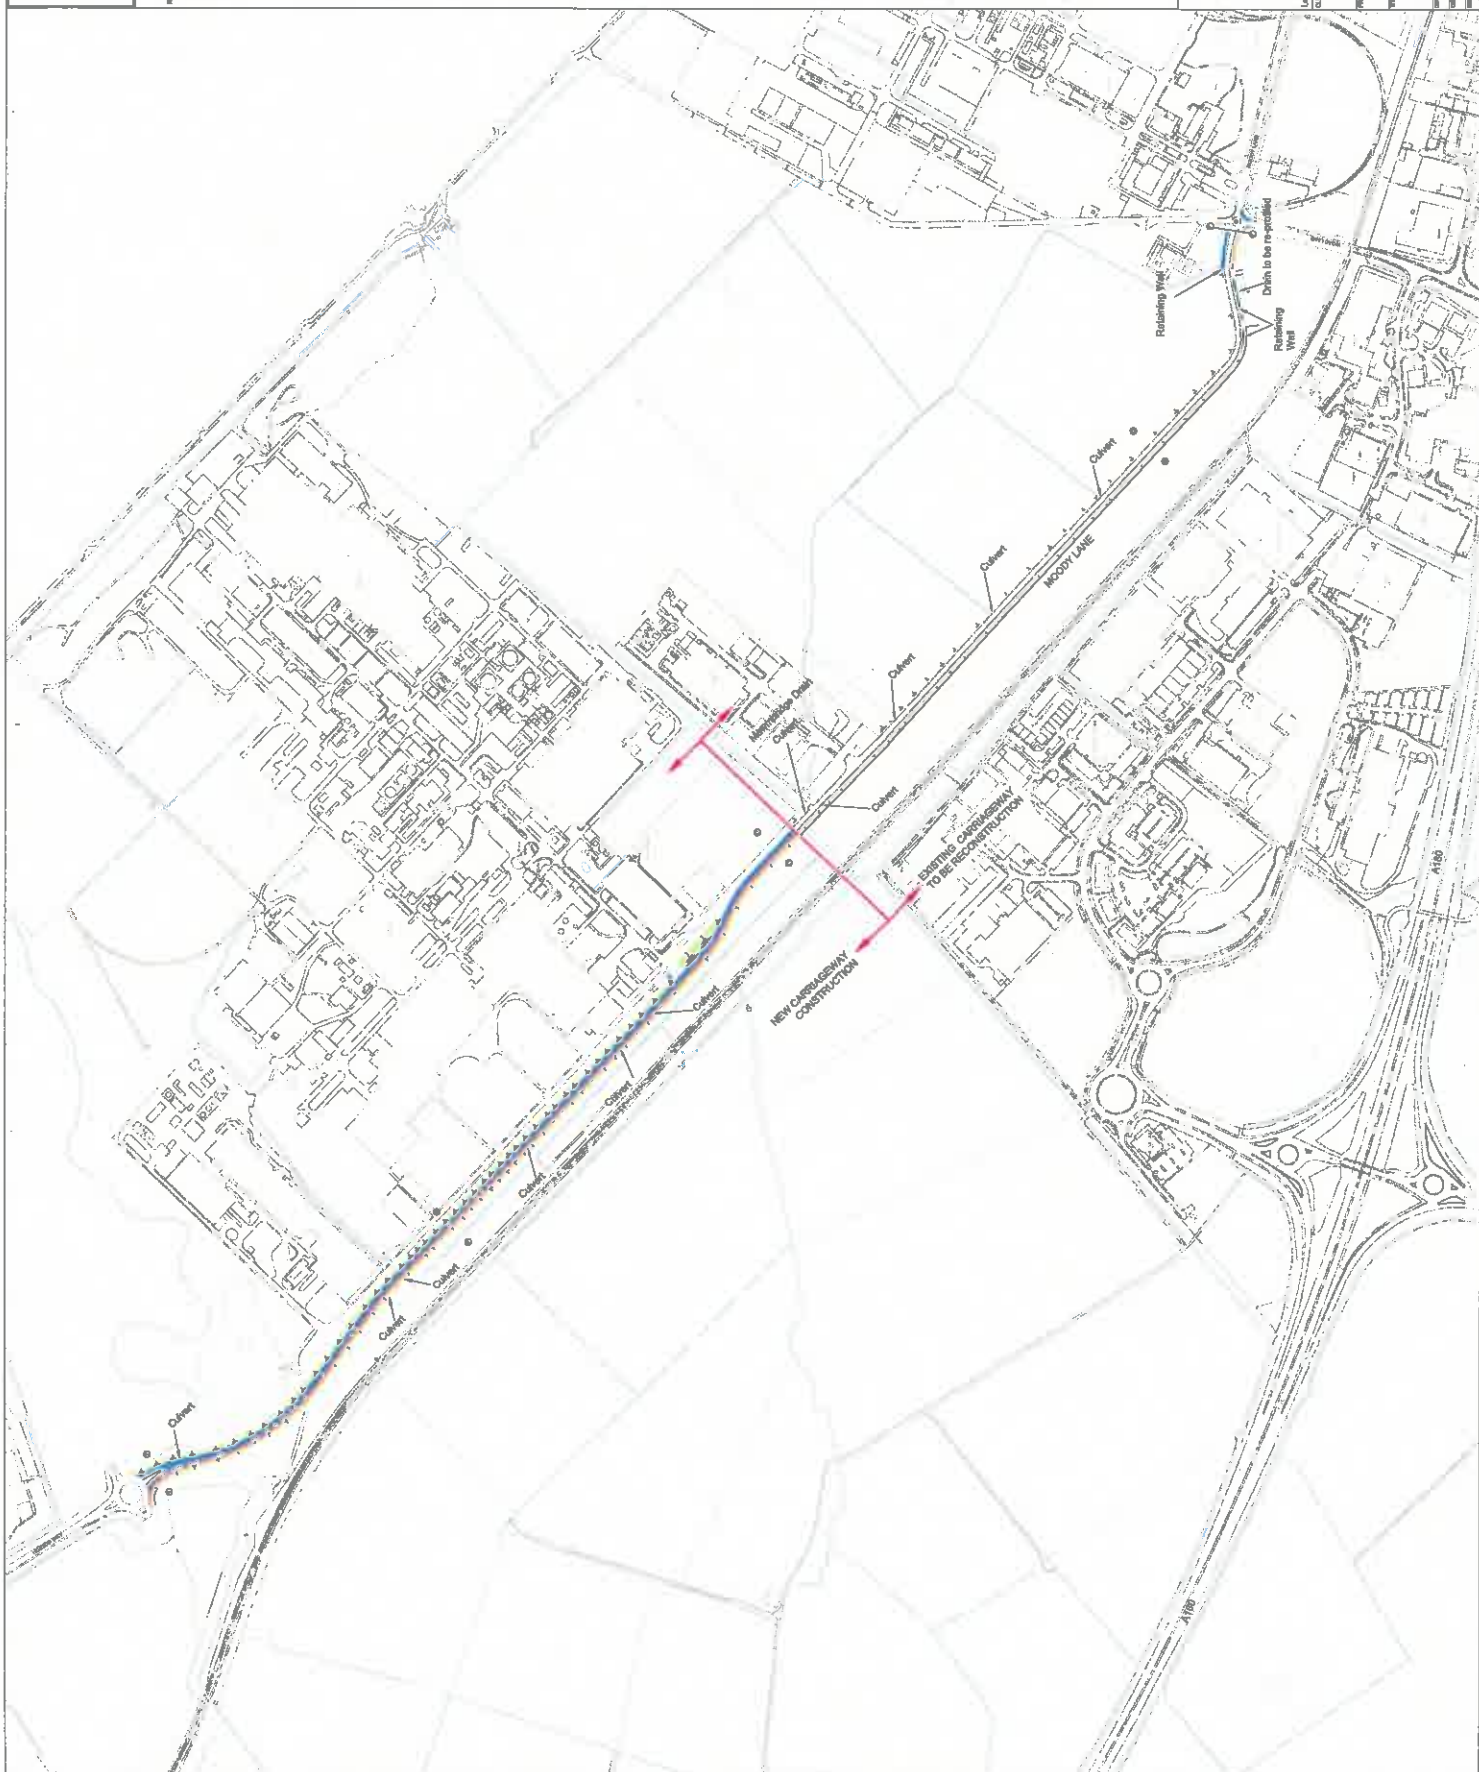 Retaining Wall
Drain to be re-profiled
Retaining
Wall
Culvert
MOODY LANE
Culvert
Culvert
Culvert
Culvert
EXISTING CARRIAGEWAY
TO BE RECONSTRUCTION
NEW CARRIAGEWAY
CONSTRUCTION
Culvert
Culvert
Culvert
Culvert
Culvert
Culvert
A180
A180